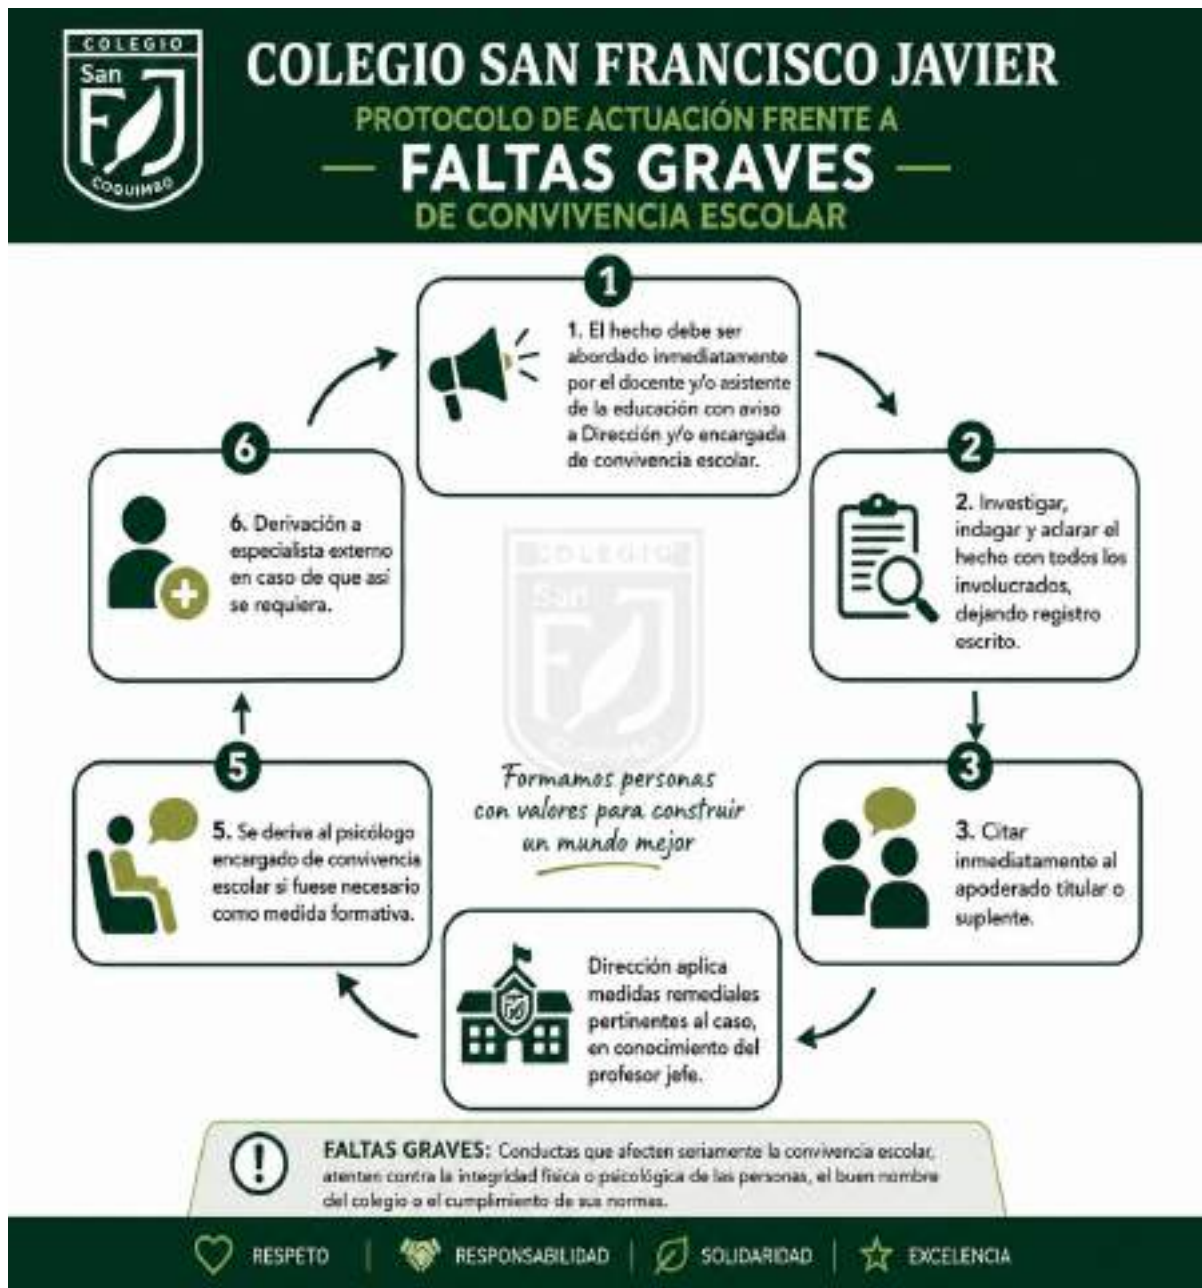 COLEGIO
San
FJ
COQUIMBO
COLEGIO SAN FRANCISCO JAVIER
PROTOCOLO DE ACTUACIÓN FRENTE A
FALTAS GRAVES
DE CONVIVENCIA ESCOLAR
1
1. El hecho debe ser
abordado inmediatamente
por el docente y/o asistente
de la educación con aviso
a Dirección y/o encargada
de convivencia escolar.
2
2. Investigar,
indagar y aclarar el
hecho con todos los
involucrados,
dejando registro
escrito.
3
3. Citar
inmediatamente al
apoderado titular o
suplente.
Dirección aplica
medidas remediales
pertinentes al caso,
en conocimiento del
profesor jefe.
5
5. Se deriva al psicólogo
encargado de convivencia
escolar si fuese necesario
como medida formativa.
6
6. Derivación a
especialista externo
en caso de que así
se requiera.
COLEGIO
San
FJ
COQUIMBO
Formamos personas
con valores para construir
un mundo mejor
FALTAS GRAVES: Conductas que afecten seriamente la convivencia escolar,
atenten contra la integridad física o psicológica de las personas, el buen nombre
del colegio o el cumplimiento de sus normas.
RESPETO
RESPONSABILIDAD
SOLIDARIDAD
EXCELENCIA